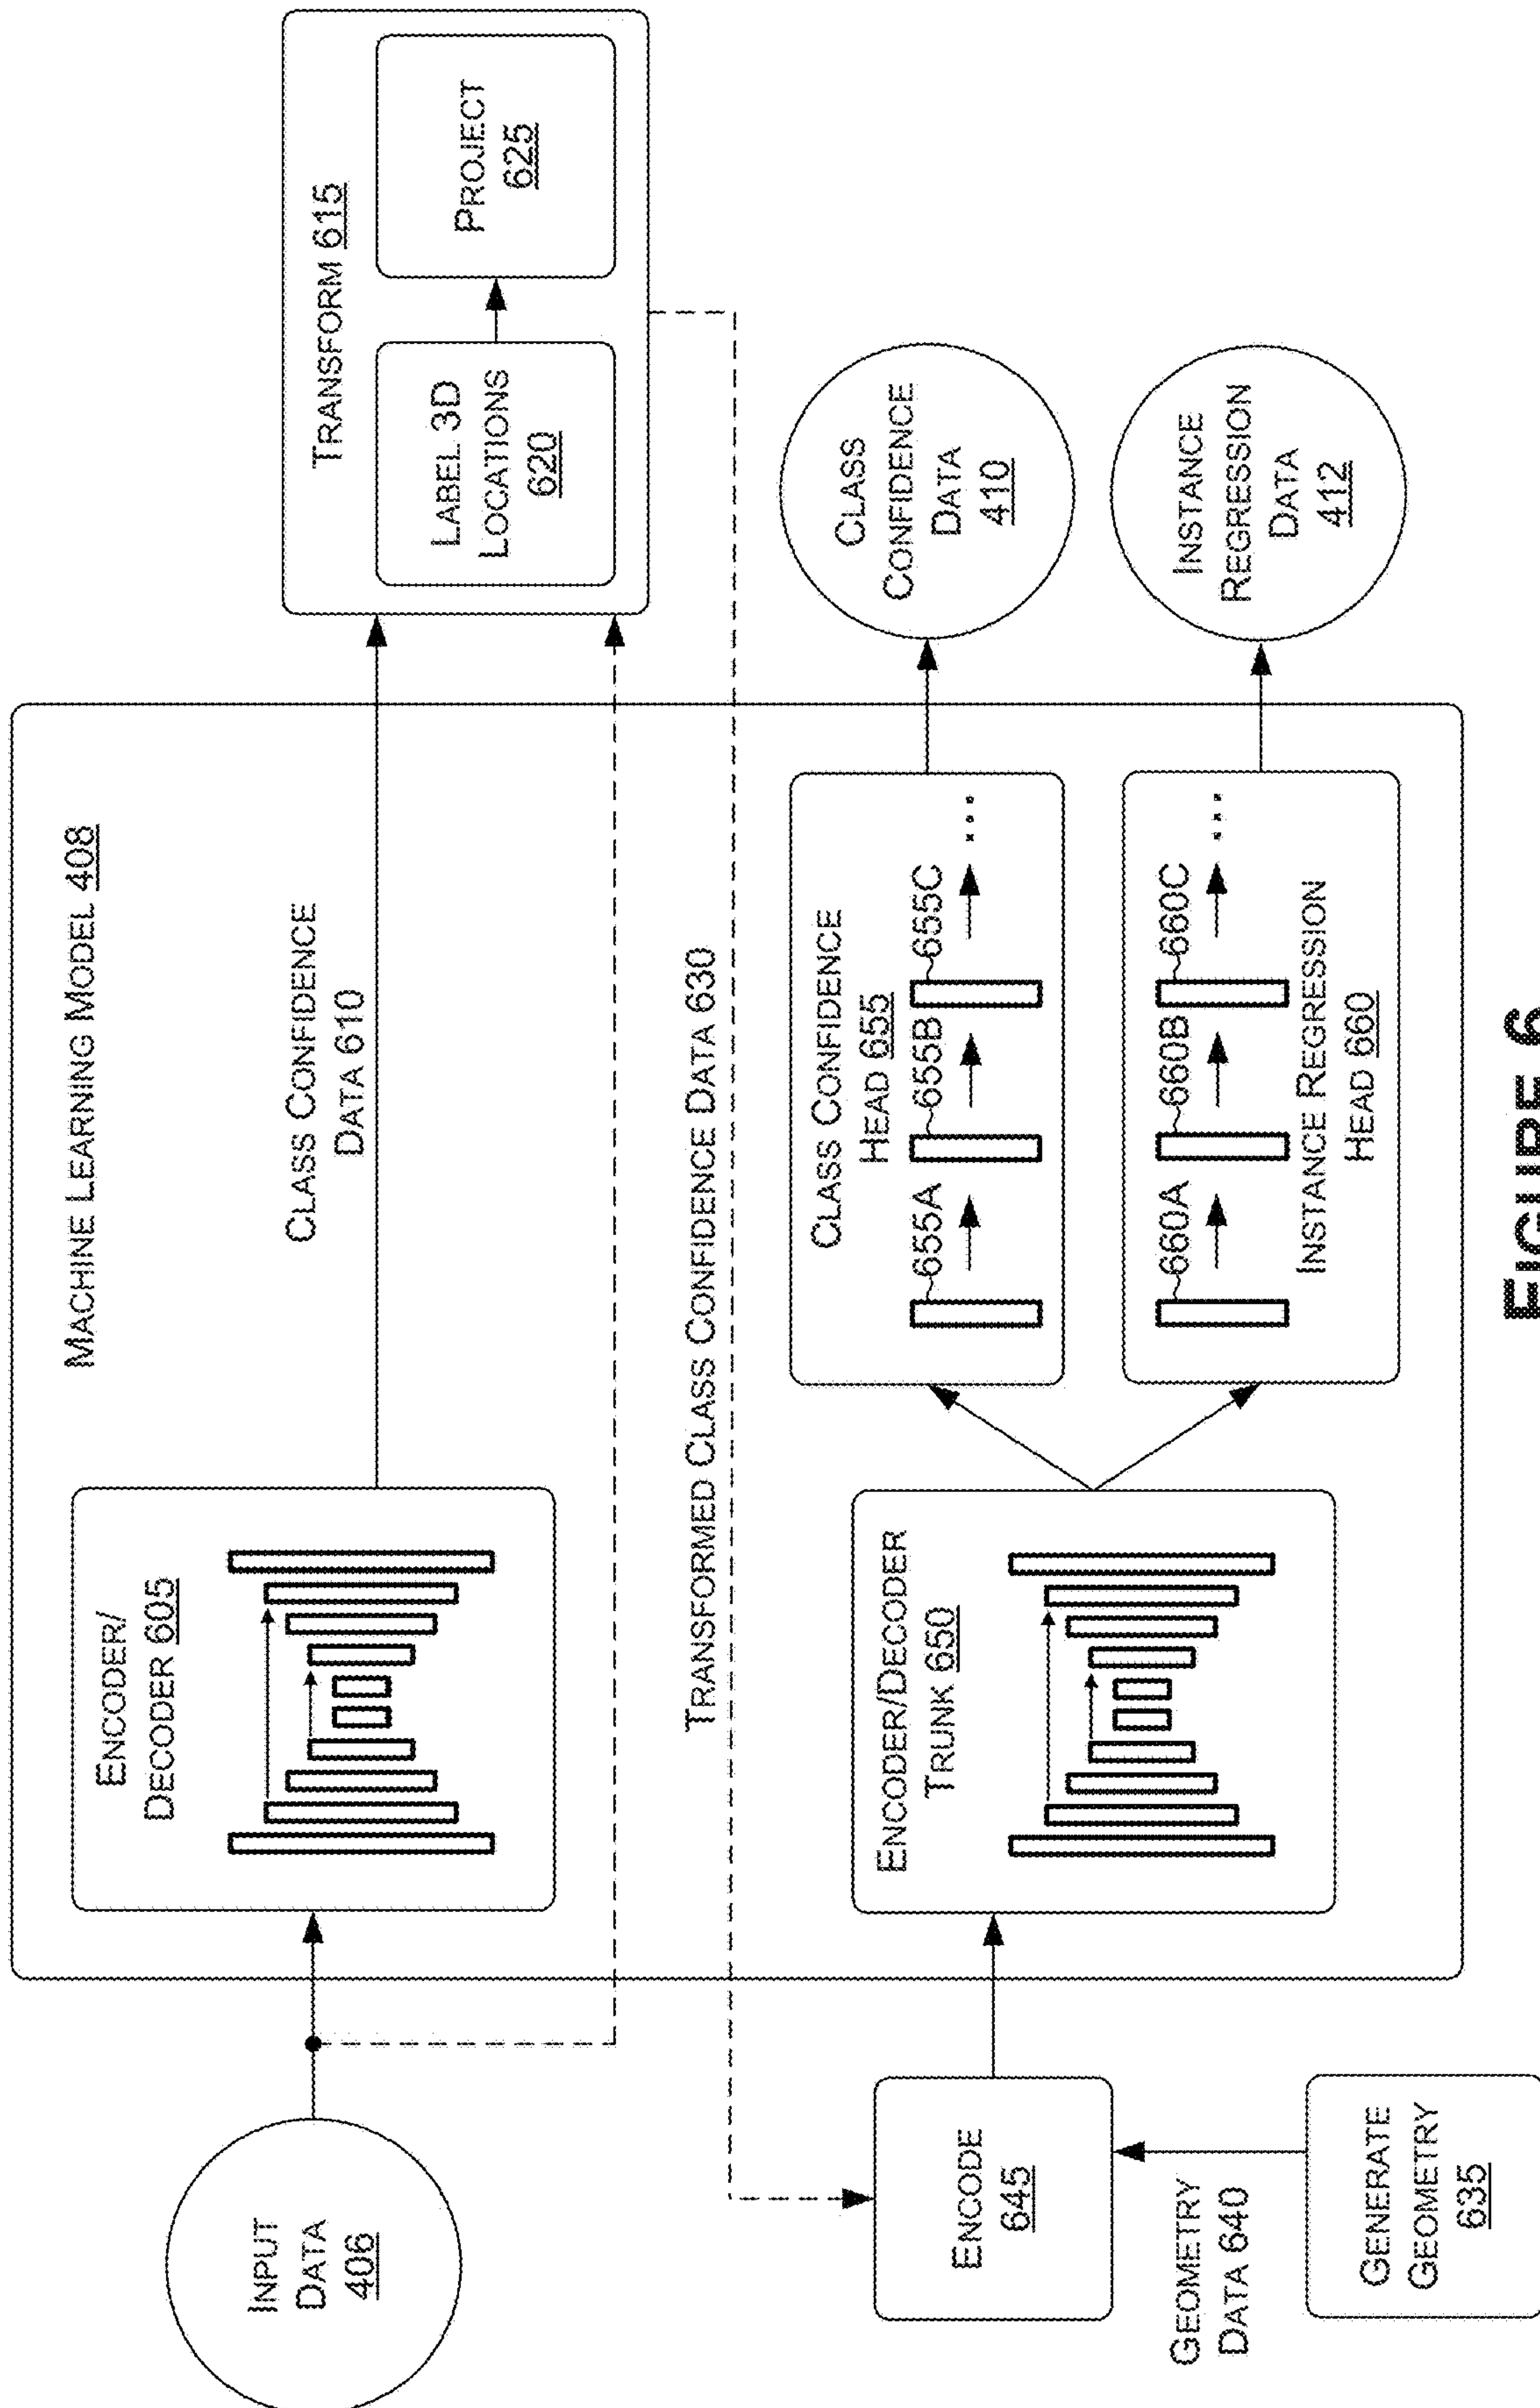 MACHINE LEARNING MODEL 408
INPUT
DATA
406
ENCODER/
DECODER 605
CLASS CONFIDENCE
DATA 610
TRANSFORM 615
LABEL 3D
LOCATIONS
620
PROJECT
625
TRANSFORMED CLASS CONFIDENCE DATA 630
ENCODE
645
GEOMETRY
DATA 640
GENERATE
GEOMETRY
635
ENCODER/DECODER
TRUNK 650
CLASS CONFIDENCE
HEAD 655
655A
655B
655C
...
660A
660B
660C
...
INSTANCE REGRESSION
HEAD 660
CLASS
CONFIDENCE
DATA
410
INSTANCE
REGRESSION
DATA
412
FIGURE 6